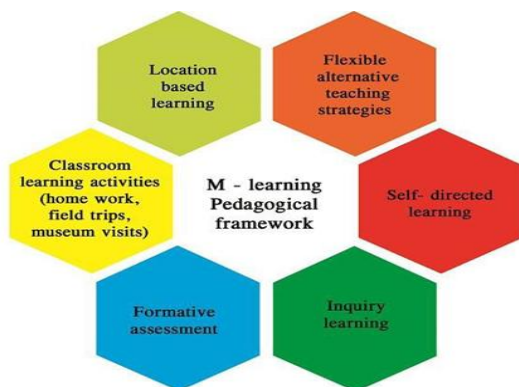 Location
based
learning
Flexible
alternative
teaching
strategies
Classroom
learning activities
(home work,
field trips,
museum visits)
M - learning
Pedagogical
framework
Self- directed
learning
Formative
assessment
Inquiry
learning